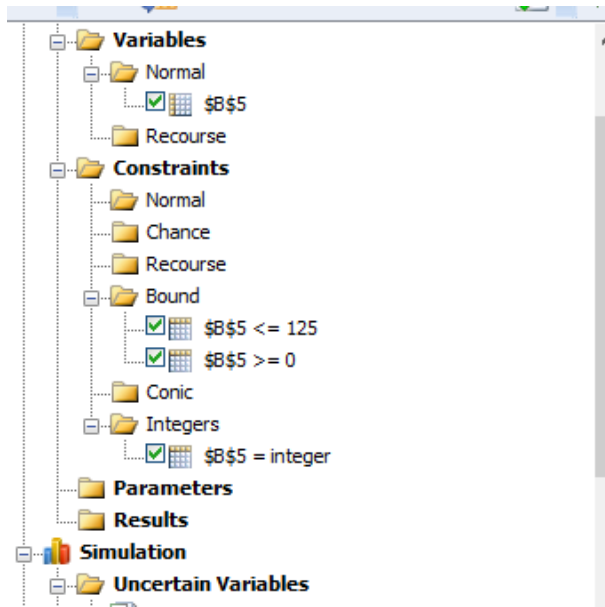 Variables
Normal
$B$5
Recourse
Constraints
Normal
Chance
Recourse
Bound
$B$5 <= 125
$B$5 >= 0
Conic
Integers
$B$5 = integer
Parameters
Results
Simulation
Uncertain Variables